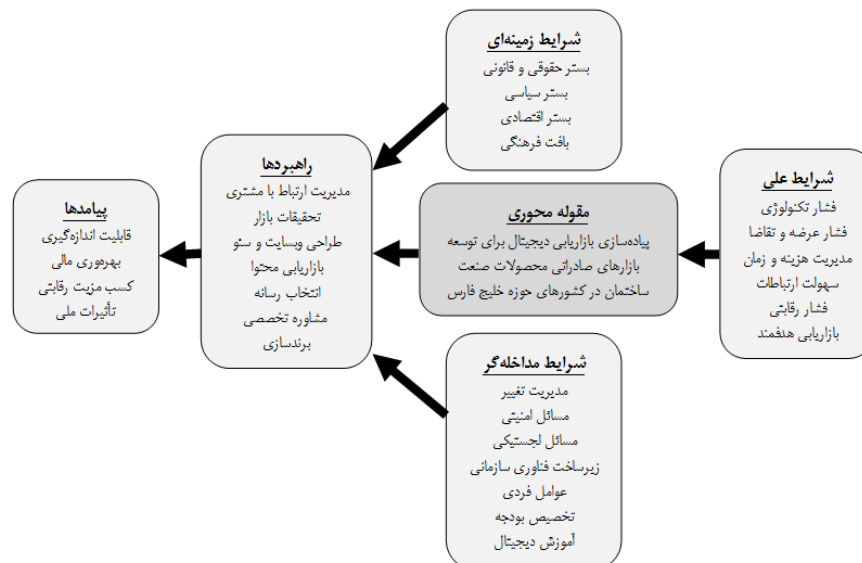 شرایط زمینه‌ای
بستر حقوقی و قانونی
بستر سیاسی
بستر اقتصادی
بافت فرهنگی
شرایط علی
فشار تکنولوژی
فشار عرضه و تقاضا
مدیریت هزینه و زمان
سهولت ارتباطات
فشار رقابتی
بازاریابی هدفمند
مقوله محوری
پیاده‌سازی بازاریابی دیجیتال برای توسعه
بازارهای صادراتی محصولات صنعت
ساختمان در کشورهای حوزه خلیج فارس
راهبردها
مدیریت ارتباط با مشتری
تحقیقات بازار
طراحی وبسایت و سئو
بازاریابی محتوا
انتخاب رسانه
مشاوره تخصصی
برندسازی
پیامدها
قابلیت اندازه‌گیری
بهره‌وری مالی
کسب مزیت رقابتی
تأثیرات ملی
شرایط مداخله‌گر
مدیریت تغییر
مسائل امنیتی
مسائل لجستیکی
زیرساخت فناوری سازمانی
عوامل فردی
تخصیص بودجه
آموزش دیجیتال